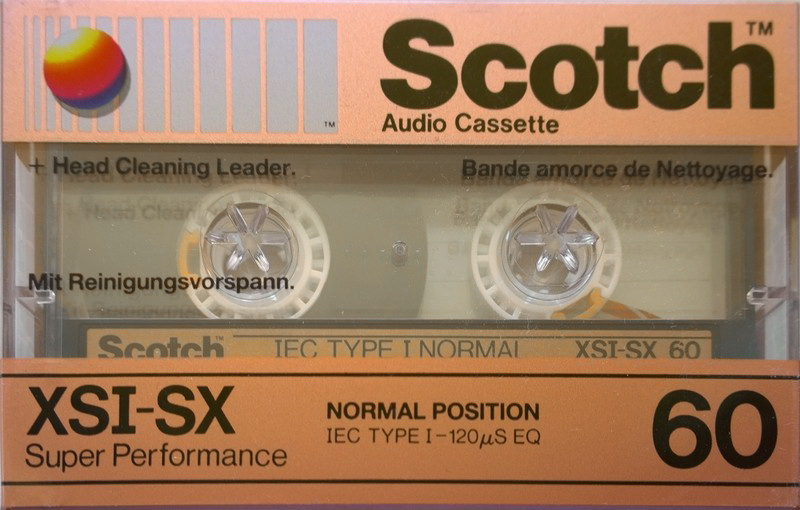 Scotch™
Audio Cassette
™
+ Head Cleaning Leader.
Bande amorce de Nettoyage.
Mit Reinigungsvorspann.
Scotch™ IEC TYPE I NORMAL XSI-SX 60
XSI-SX
Super Performance
NORMAL POSITION
IEC TYPE I-120µS EQ
60